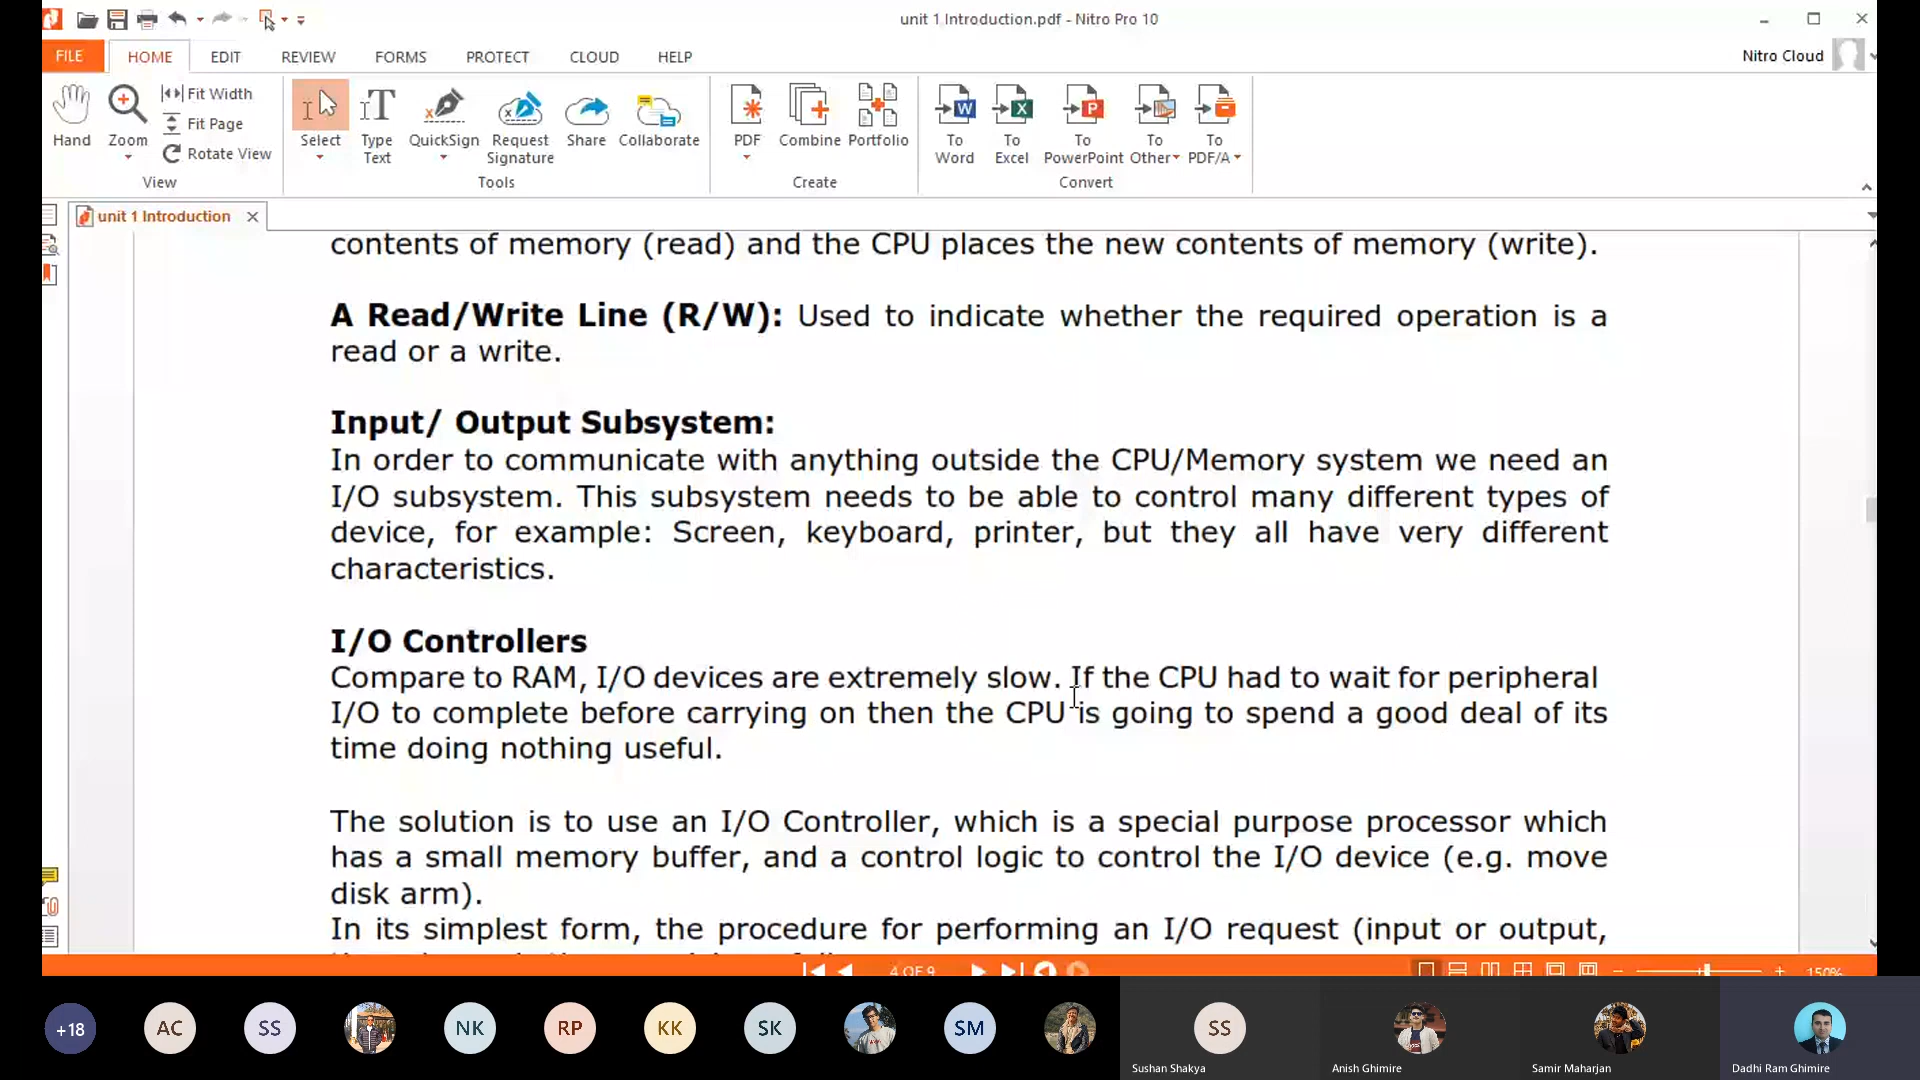 unit 1 Introduction.pdf - Nitro Pro 10
FILE HOME EDIT REVIEW FORMS PROTECT CLOUD HELP Nitro Cloud
Hand Zoom Fit Width Fit Page Rotate View
View
Select Type Text QuickSign Request Signature Share Collaborate
Tools
PDF Combine Portfolio
Create
To Word To Excel To PowerPoint To Other To PDF/A
Convert
unit 1 Introduction
contents of memory (read) and the CPU places the new contents of memory (write).
A Read/Write Line (R/W): Used to indicate whether the required operation is a
read or a write.
Input/ Output Subsystem:
In order to communicate with anything outside the CPU/Memory system we need an
I/O subsystem. This subsystem needs to be able to control many different types of
device, for example: Screen, keyboard, printer, but they all have very different
characteristics.
I/O Controllers
Compare to RAM, I/O devices are extremely slow. If the CPU had to wait for peripheral
I/O to complete before carrying on then the CPU is going to spend a good deal of its
time doing nothing useful.
The solution is to use an I/O Controller, which is a special purpose processor which
has a small memory buffer, and a control logic to control the I/O device (e.g. move
disk arm).
In its simplest form, the procedure for performing an I/O request (input or output,
4 OF 9 150%
+18 AC SS NK RP KK SK SM SS
Sushan Shakya Anish Ghimire Samir Maharjan Dadhi Ram Ghimire